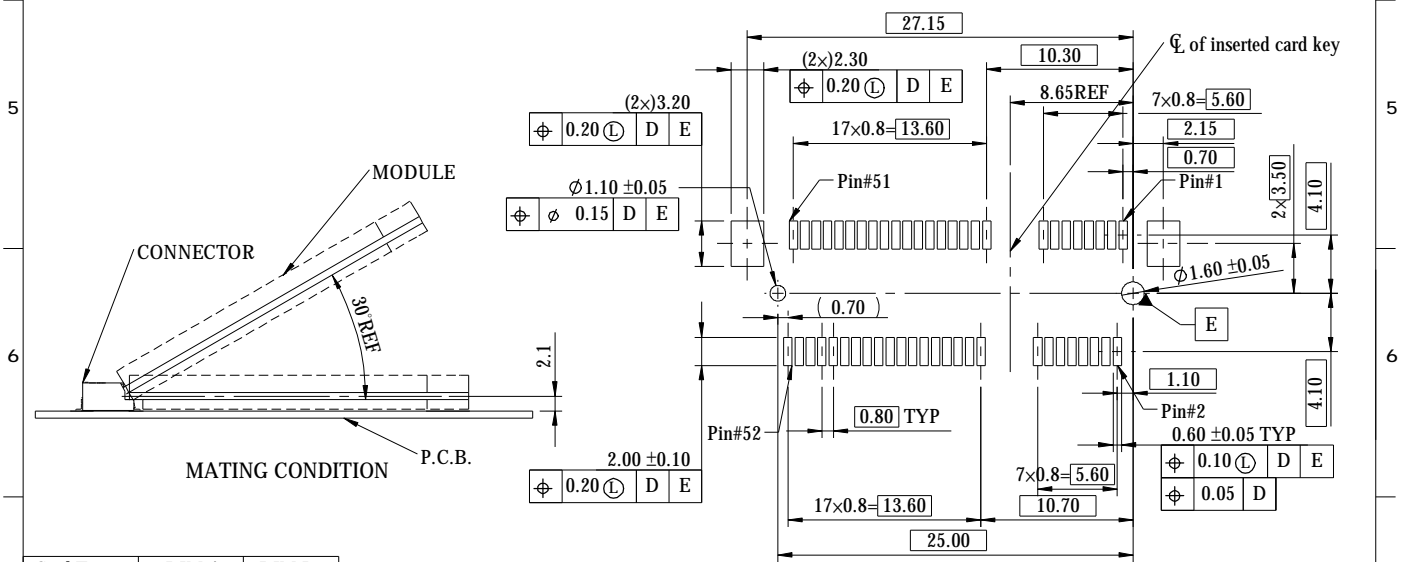 27.15
℄ of inserted card key
(2×)2.30
10.30
⌖ 0.20 Ⓛ D E
8.65REF
7×0.8=5.60
5
5
(2×)3.20
⌖ 0.20 Ⓛ D E
17×0.8=13.60
2.15
0.70
MODULE
Pin#51
Pin#1
2×3.50
4.10
⌀1.10 ±0.05
⌖ ⌀ 0.15 D E
CONNECTOR
⌀1.60 ±0.05
30°REF
(0.70)
E
6
6
2.1
1.10
4.10
0.80 TYP
Pin#2
Pin#52
0.60 ±0.05 TYP
P.C.B.
2.00 ±0.10
⌖ 0.10 Ⓛ D E
MATING CONDITION
7×0.8=5.60
⌖ 0.20 Ⓛ D E
⌖ 0.05 D
17×0.8=13.60
10.70
25.00